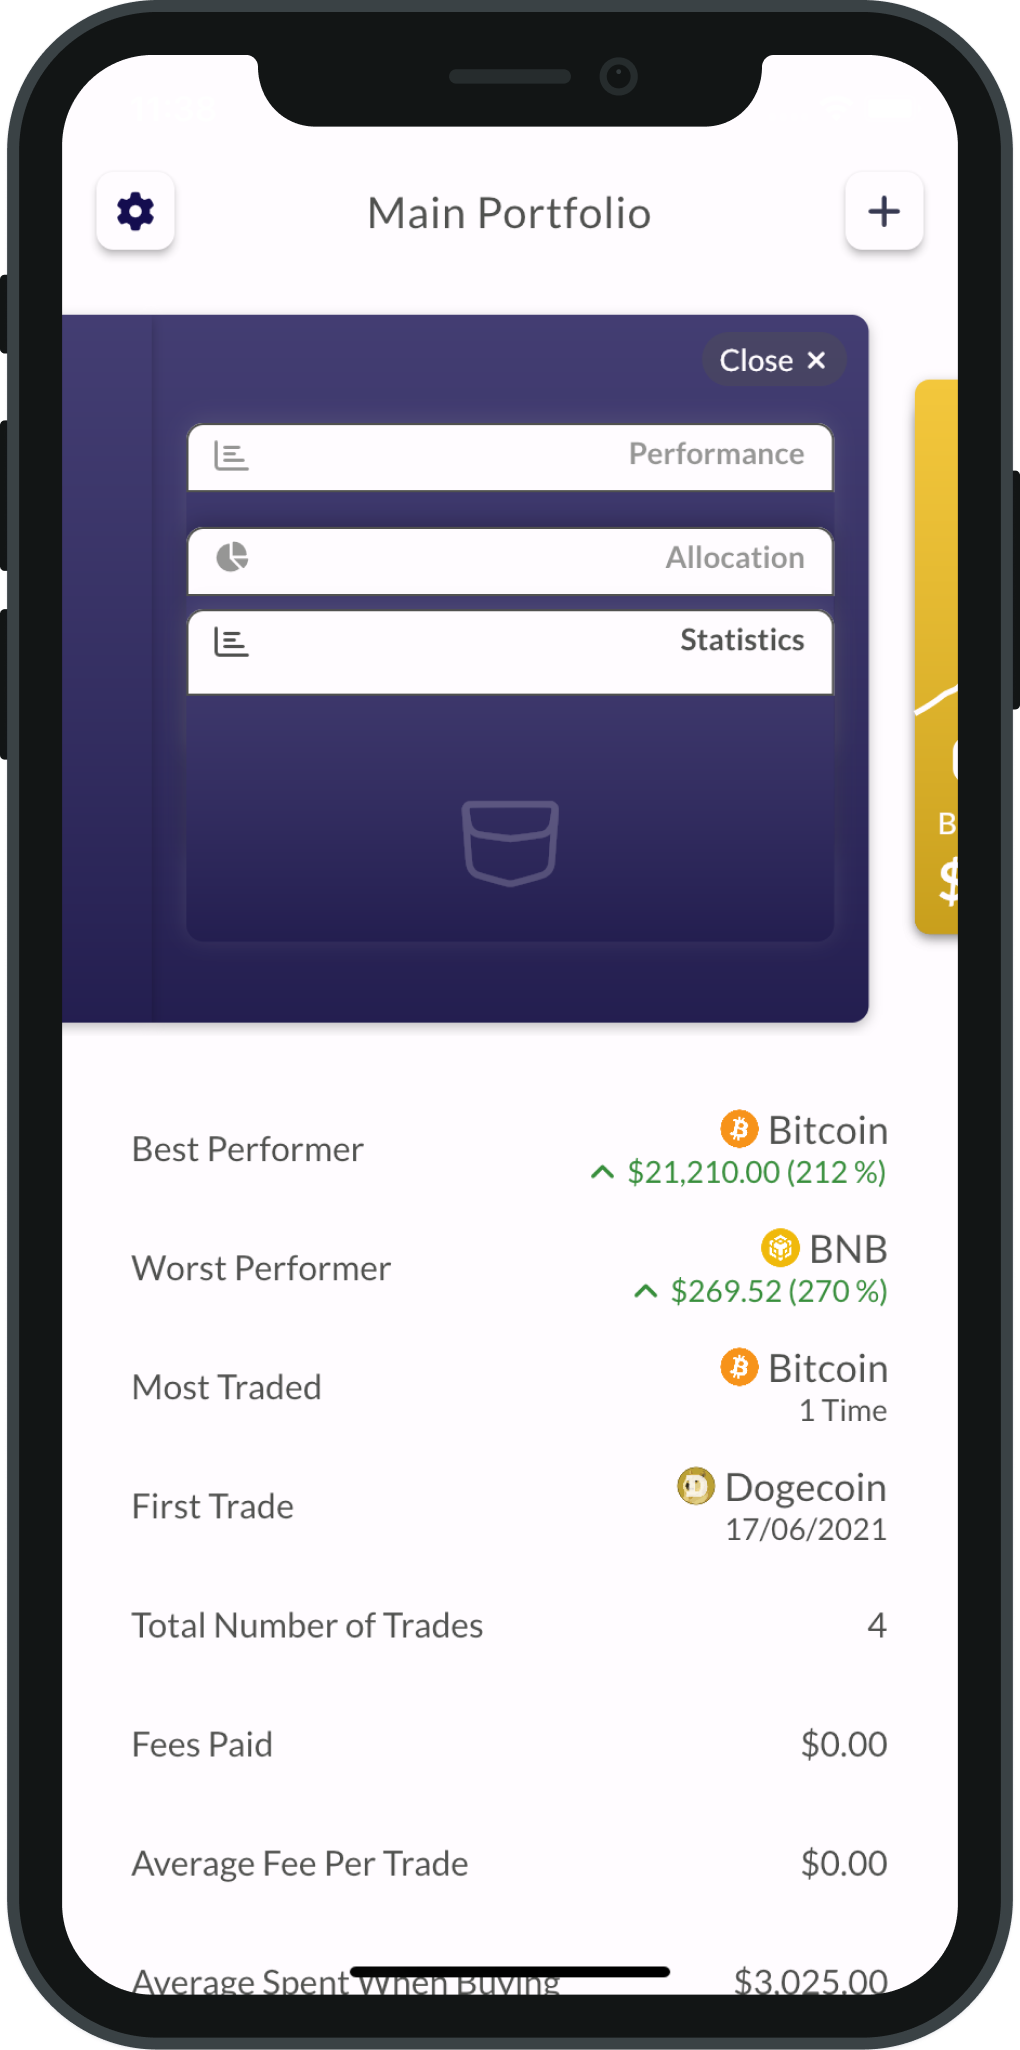 Main Portfolio
Close
Performance
Allocation
Statistics
B
$
Best Performer
Bitcoin
$21,210.00 (212 %)
Worst Performer
BNB
$269.52 (270 %)
Most Traded
Bitcoin
1 Time
First Trade
Dogecoin
17/06/2021
Total Number of Trades
4
Fees Paid
$0.00
Average Fee Per Trade
$0.00
Average Spent When Buying
$3,025.00